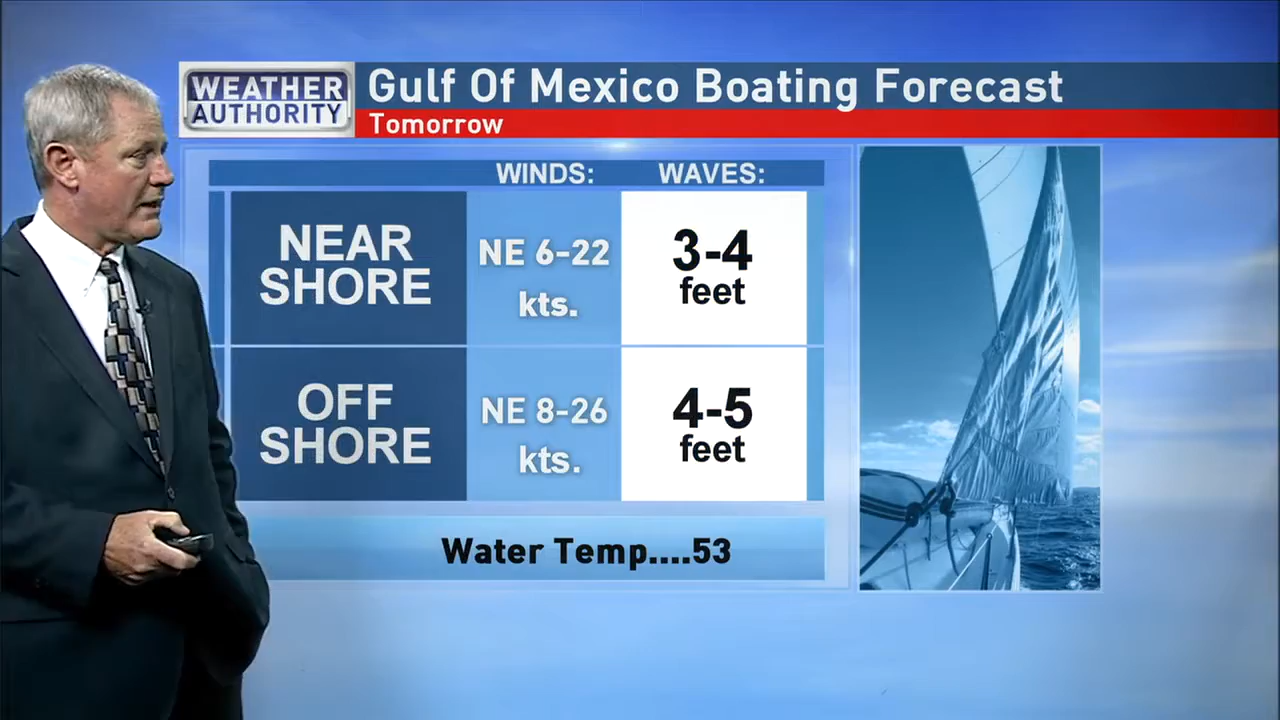 WEATHER
AUTHORITY
Gulf Of Mexico Boating Forecast
Tomorrow
WINDS: WAVES:
NEAR
SHORE
NE 6-22
kts.
3-4
feet
OFF
SHORE
NE 8-26
kts.
4-5
feet
Water Temp....53